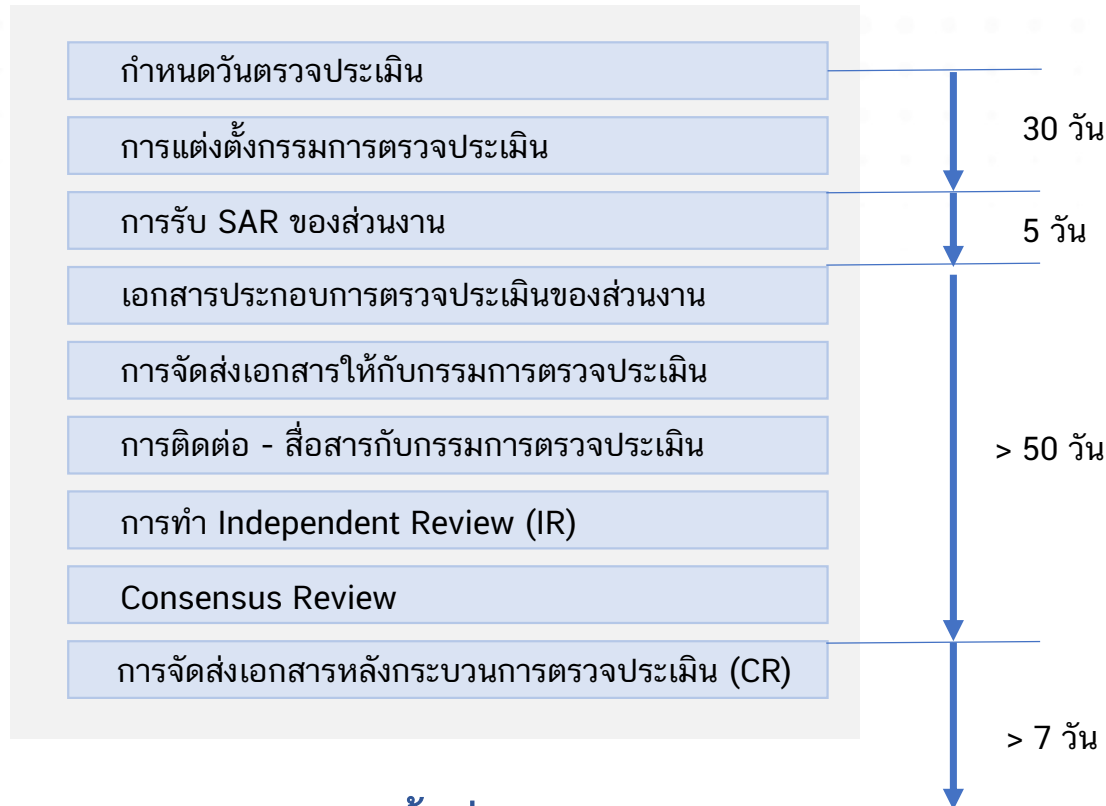 กำหนดวันตรวจประเมิน
30 วัน
การแต่งตั้งกรรมการตรวจประเมิน
การรับ SAR ของส่วนงาน
5 วัน
เอกสารประกอบการตรวจประเมินของส่วนงาน
การจัดส่งเอกสารให้กับกรรมการตรวจประเมิน
การติดต่อ - สื่อสารกับกรรมการตรวจประเมิน
> 50 วัน
การทำ Independent Review (IR)
Consensus Review
การจัดส่งเอกสารหลังกระบวนการตรวจประเมิน (CR)
> 7 วัน